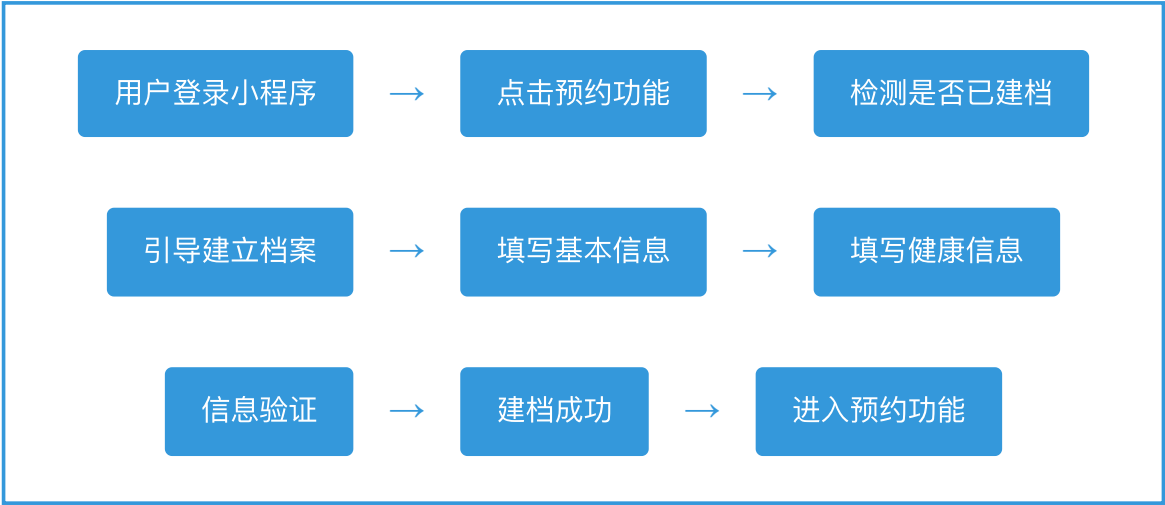 用户登录小程序 → 点击预约功能 → 检测是否已建档
引导建立档案 → 填写基本信息 → 填写健康信息
信息验证 → 建档成功 → 进入预约功能